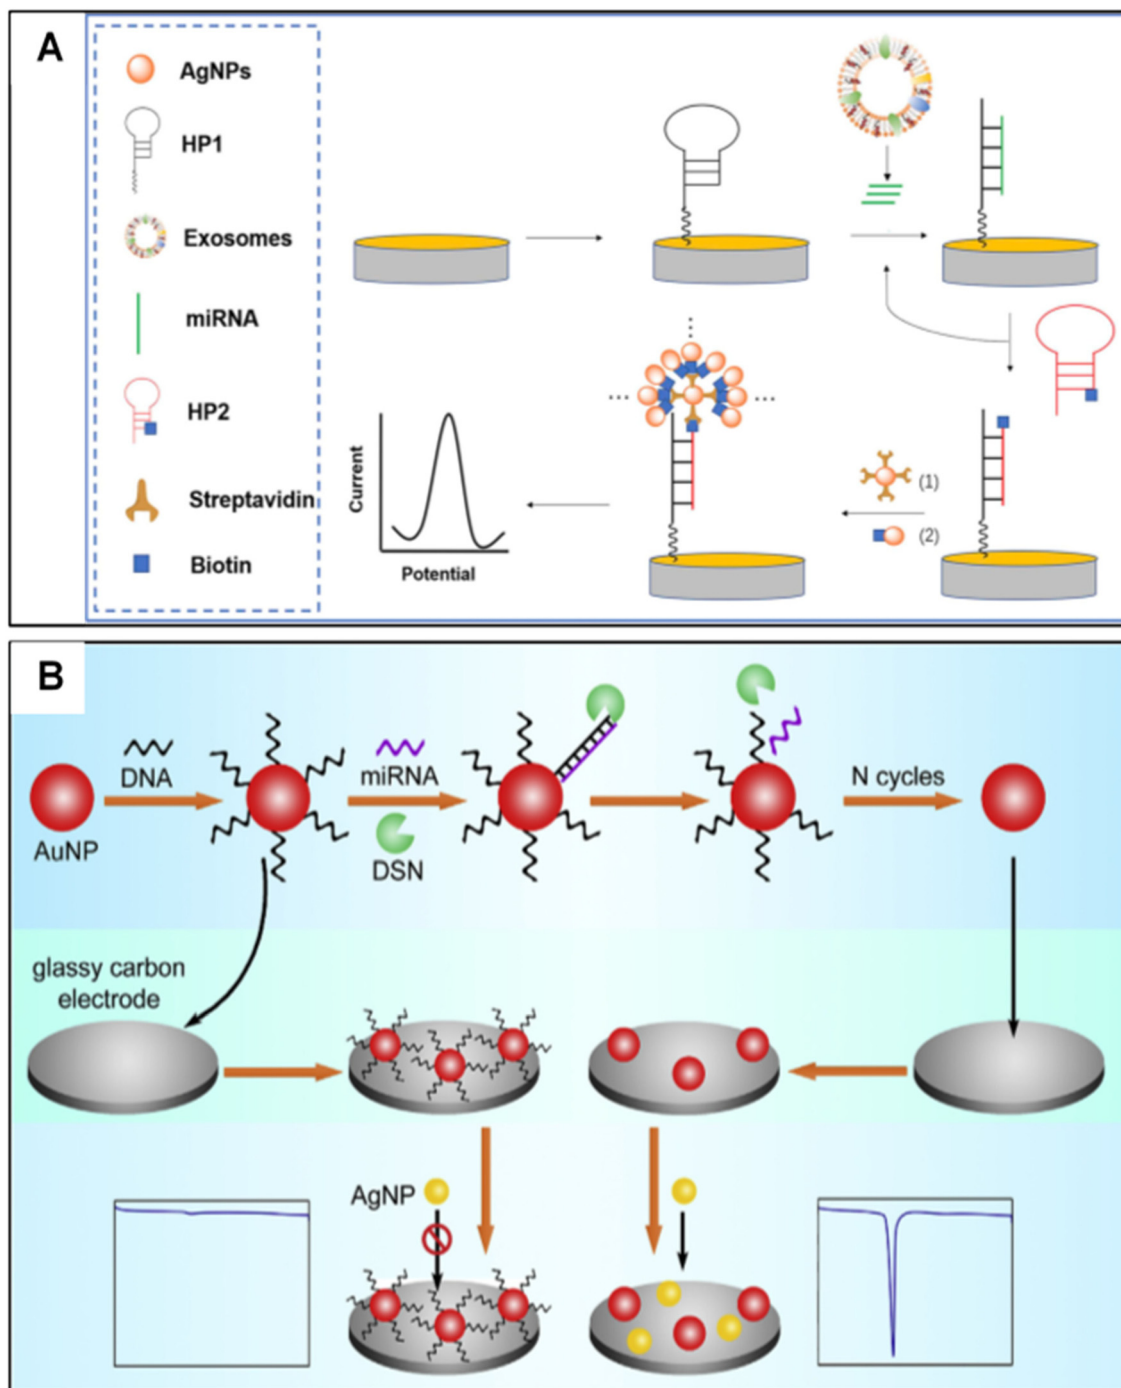 A
AgNPs
HP1
Exosomes
miRNA
HP2
Streptavidin
Biotin
Current
Potential
(1)
(2)
B
DNA
AuNP
miRNA
DSN
N cycles
glassy carbon
electrode
AgNP